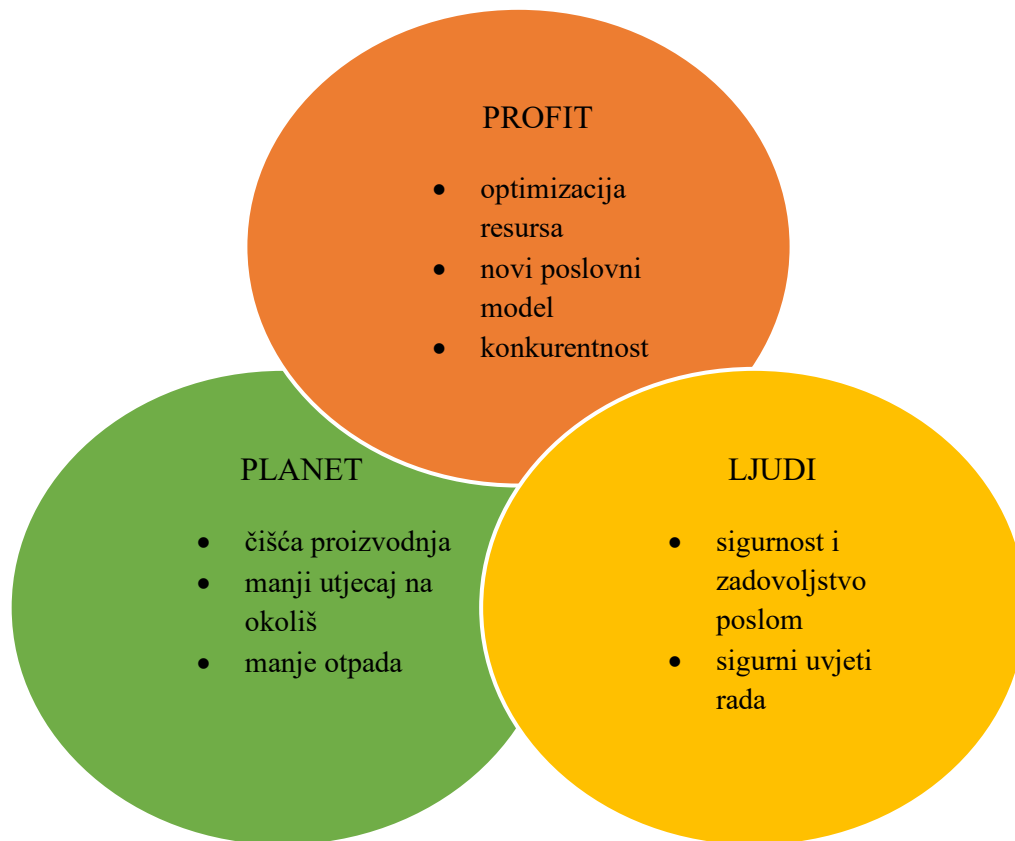 PROFIT
• optimizacija
resursa
• novi poslovni
model
• konkurentnost
PLANET
• čišća proizvodnja
• manji utjecaj na
okoliš
• manje otpada
LJUDI
• sigurnost i
zadovoljstvo
poslom
• sigurni uvjeti
rada